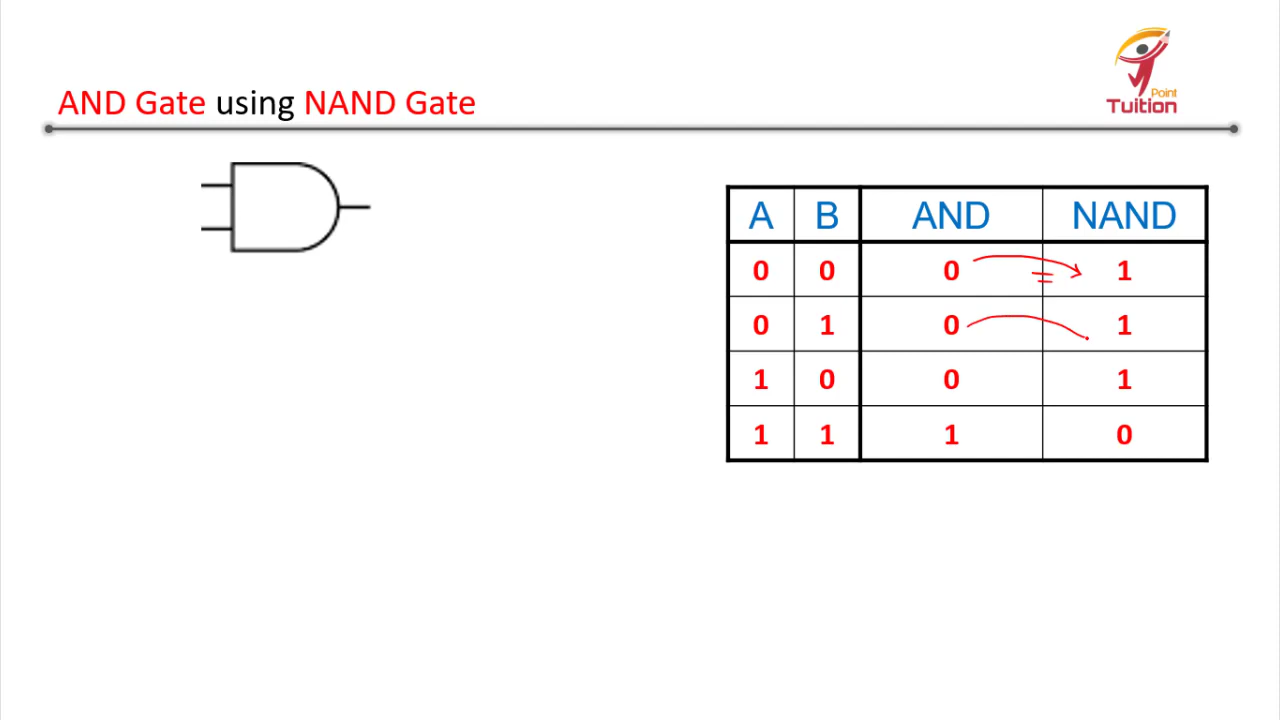 Point
Tuition
AND Gate using NAND Gate
A B AND NAND
0 0 0 1
0 1 0 1
1 0 0 1
1 1 1 0